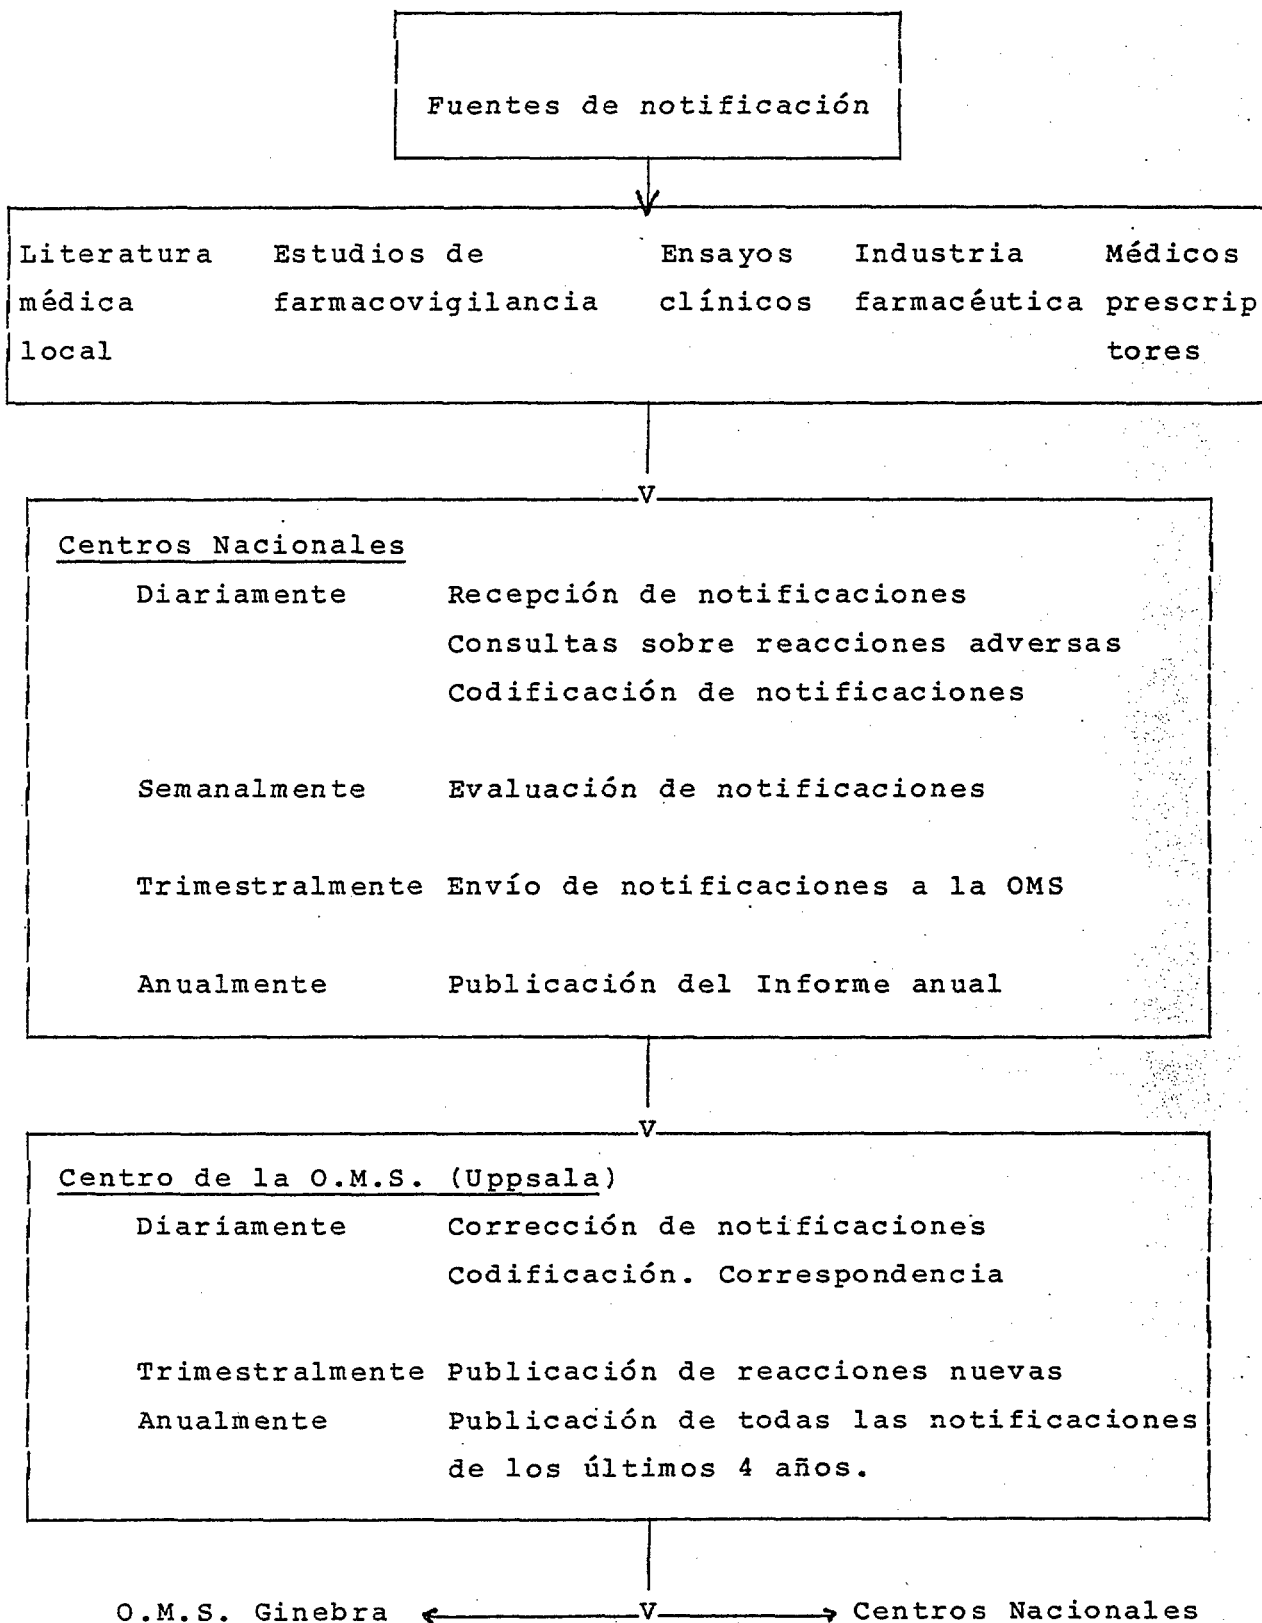 Fuentes de notificación
Literatura Estudios de Ensayos Industria Médicos
médica farmacovigilancia clínicos farmacéutica prescrip
local tores
V
Centros Nacionales
Diariamente Recepción de notificaciones
Consultas sobre reacciones adversas
Codificación de notificaciones
Semanalmente Evaluación de notificaciones
Trimestralmente Envío de notificaciones a la OMS
Anualmente Publicación del Informe anual
V
Centro de la O.M.S. (Uppsala)
Diariamente Corrección de notificaciones
Codificación. Correspondencia
Trimestralmente Publicación de reacciones nuevas
Anualmente Publicación de todas las notificaciones
de los últimos 4 años.
O.M.S. Ginebra V Centros Nacionales